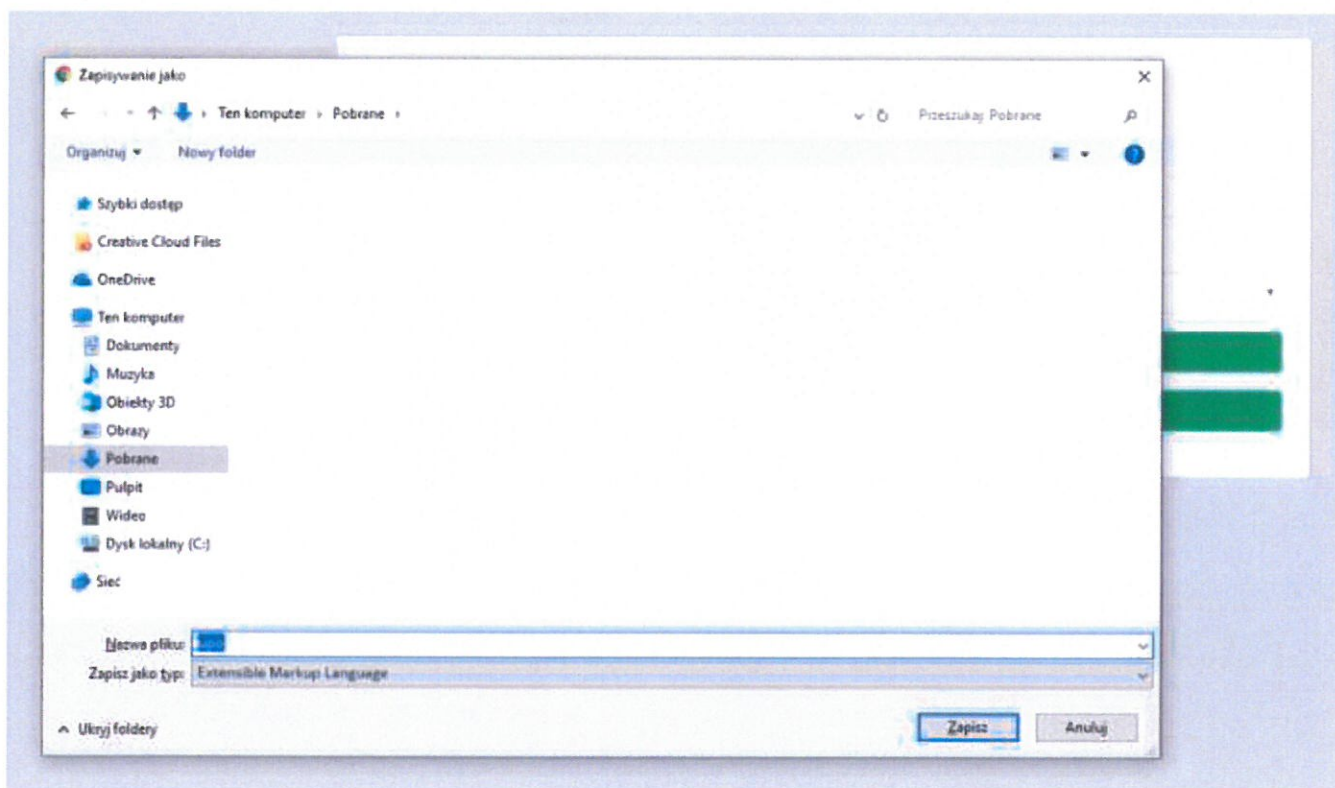 Zapisywanie jako
Ten komputer › Pobrane ›
Przeszukaj Pobrane
Organizuj
Nowy folder
Szybki dostęp
Creative Cloud Files
OneDrive
Ten komputer
Dokumenty
Muzyka
Obiekty 3D
Obrazy
Pobrane
Pulpit
Wideo
Dysk lokalny (C:)
Sieć
Nazwa pliku:
Zapisz jako typ: Extensible Markup Language
Ukryj foldery
Zapisz
Anuluj